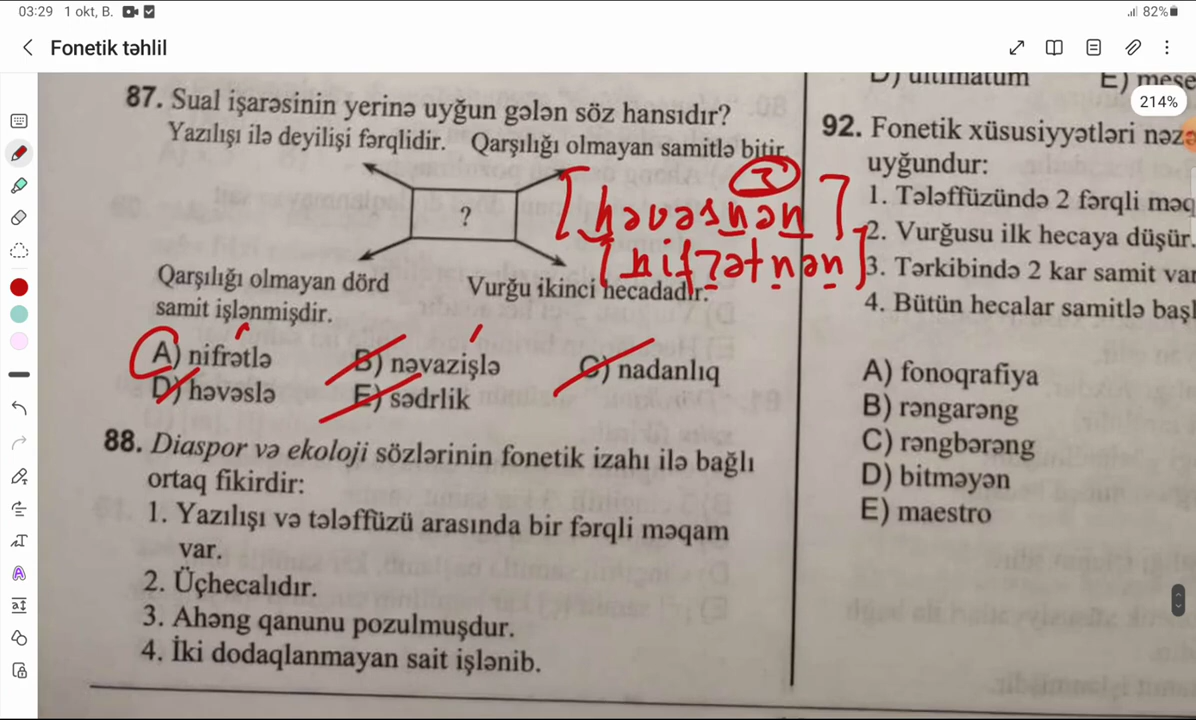 03:29 1 okt, B. 82%
Fonetik təhlil
214%
87. Sual işarəsinin yerinə uyğun gələn söz hansıdır?
Yazılışı ilə deyilişi fərqlidir. Qarşılığı olmayan samitlə bitir.
?
3
[həvəsnən]
[nifrətnən]
Qarşılığı olmayan dörd
samit işlənmişdir.
Vurğu ikinci hecadadır.
A) nifrətlə B) nəvazişlə C) nadanlıq
D) həvəslə E) sədrlik
88. Diaspor və ekoloji sözlərinin fonetik izahı ilə bağlı
ortaq fikirdir:
1. Yazılışı və tələffüzü arasında bir fərqli məqam
var.
2. Üçhecalıdır.
3. Ahəng qanunu pozulmuşdur.
4. İki dodaqlanmayan sait işlənib.
D) ultimatum E) mese
92. Fonetik xüsusiyyətləri nəzə
uyğundur:
1. Tələffüzündə 2 fərqli məq
2. Vurğusu ilk hecaya düşür.
3. Tərkibində 2 kar samit var
4. Bütün hecalar samitlə başl
A) fonoqrafiya
B) rəngarəng
C) rəngbərəng
D) bitməyən
E) maestro